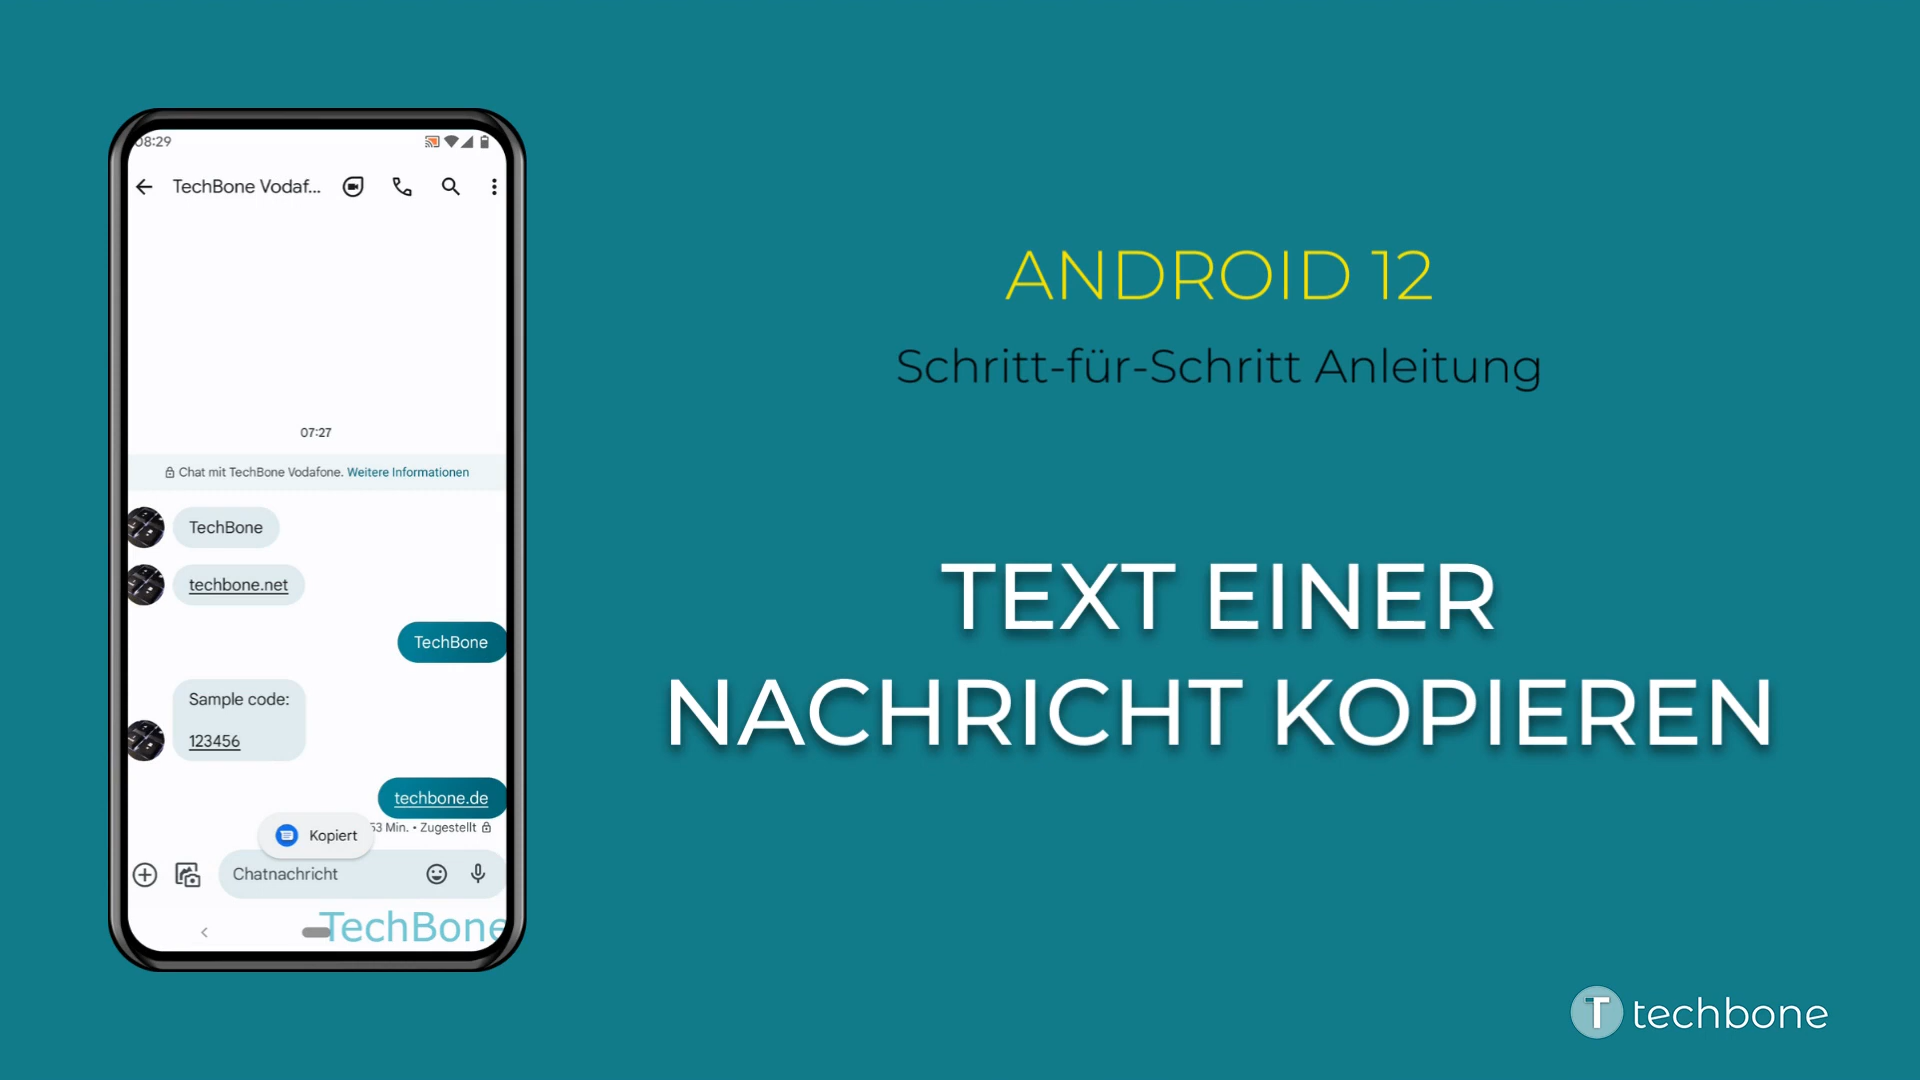 08:29
TechBone Vodaf...
07:27
Chat mit TechBone Vodafone. Weitere Informationen
TechBone
techbone.net
TechBone
Sample code:
123456
techbone.de
53 Min. • Zugestellt
Kopiert
Chatnachricht
TechBone
ANDROID 12
Schritt-für-Schritt Anleitung
TEXT EINER
NACHRICHT KOPIEREN
T techbone